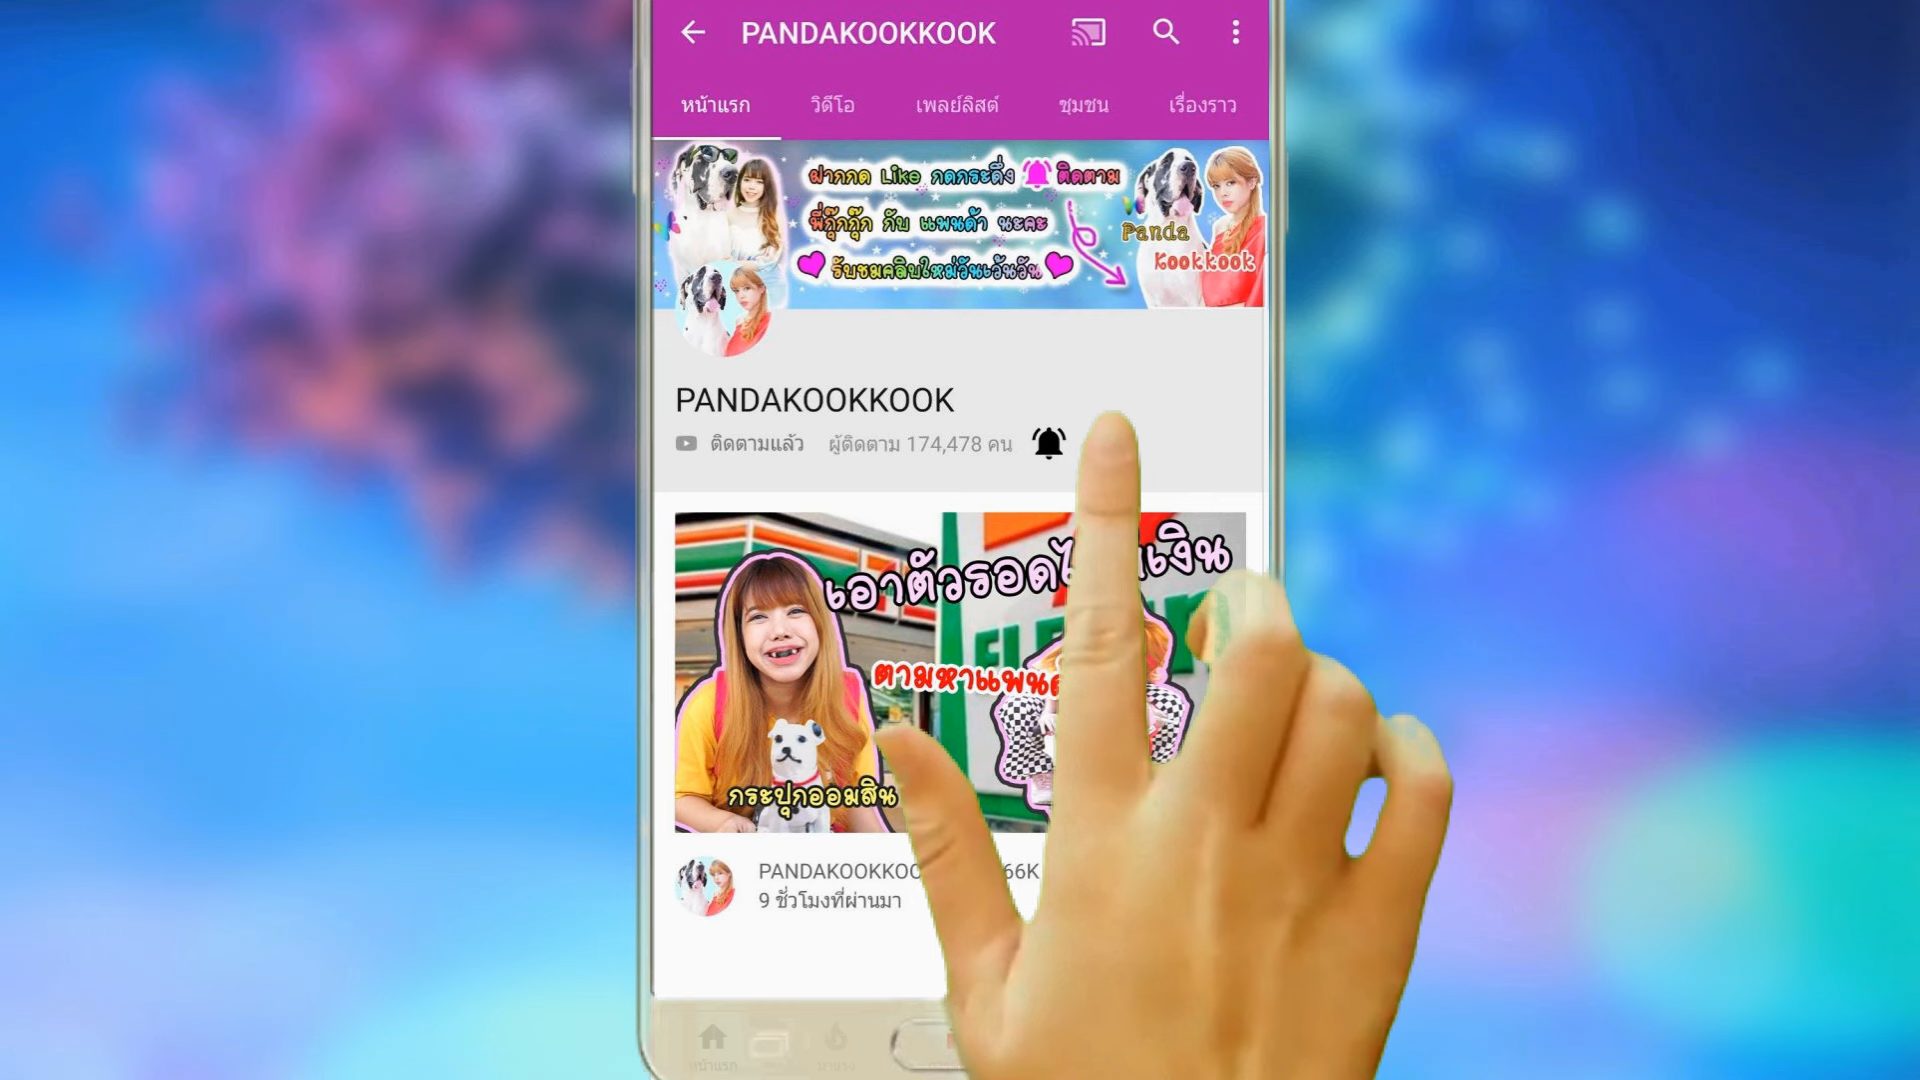 PANDAKOOKKOOK
หน้าแรก วิดีโอ เพลย์ลิสต์ ชุมชน เรื่องราว
ฝากกด Like กดกระดิ่ง ติดตาม
พี่กุ๊กกุ๊ก กับ แพนด้า นะคะ
รับชมคลิปใหม่วันเว้นวัน
Panda
Kookkook
PANDAKOOKKOOK
ติดตามแล้ว ผู้ติดตาม 174,478 คน
เอาตัวรอด
เงิน
ตามหาแพนด
กระปุกออมสิน
PANDAKOOKKOO 66K
9 ชั่วโมงที่ผ่านมา
หน้าแรก